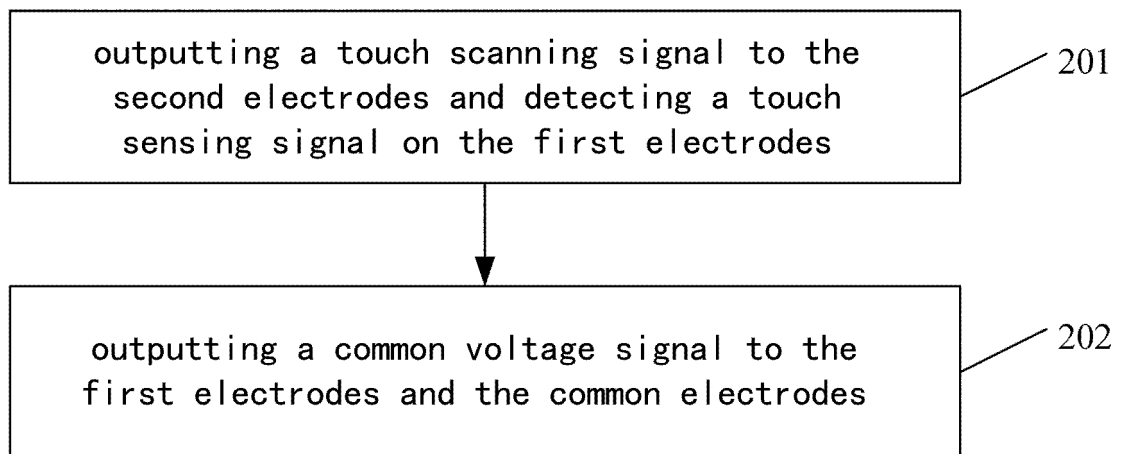 outputting a touch scanning signal to the
second electrodes and detecting a touch
sensing signal on the first electrodes
201
outputting a common voltage signal to the
first electrodes and the common electrodes
202